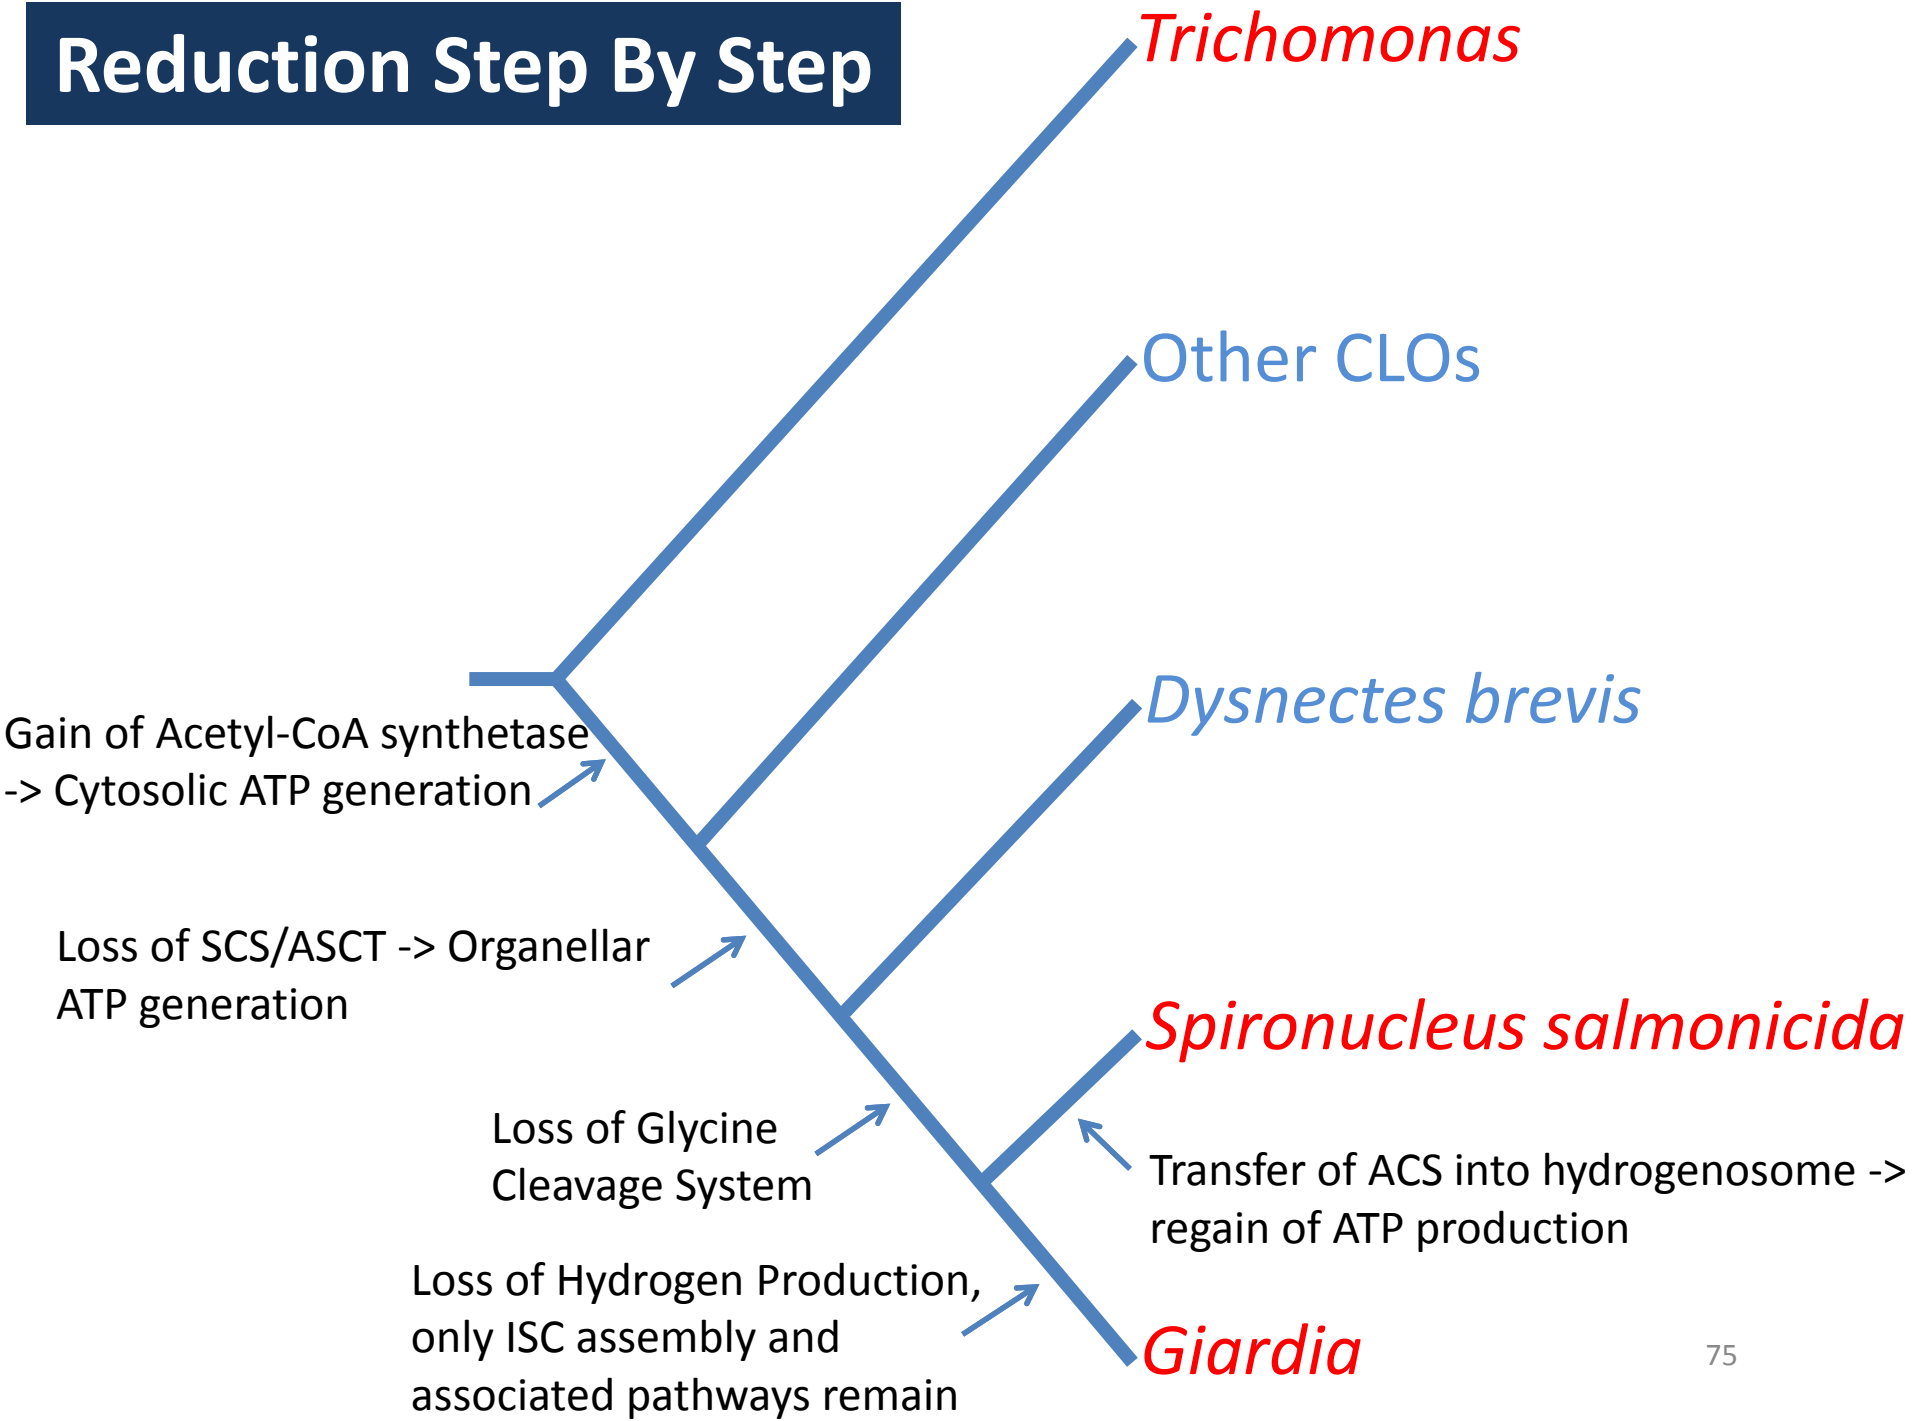 Reduction Step By Step
Trichomonas
Other CLOs
Dysnectes brevis
Gain of Acetyl-CoA synthetase
-> Cytosolic ATP generation
Loss of SCS/ASCT -> Organellar
ATP generation
Spironucleus salmonicida
Loss of Glycine
Cleavage System
Transfer of ACS into hydrogenosome ->
regain of ATP production
Loss of Hydrogen Production,
only ISC assembly and
associated pathways remain
Giardia
75